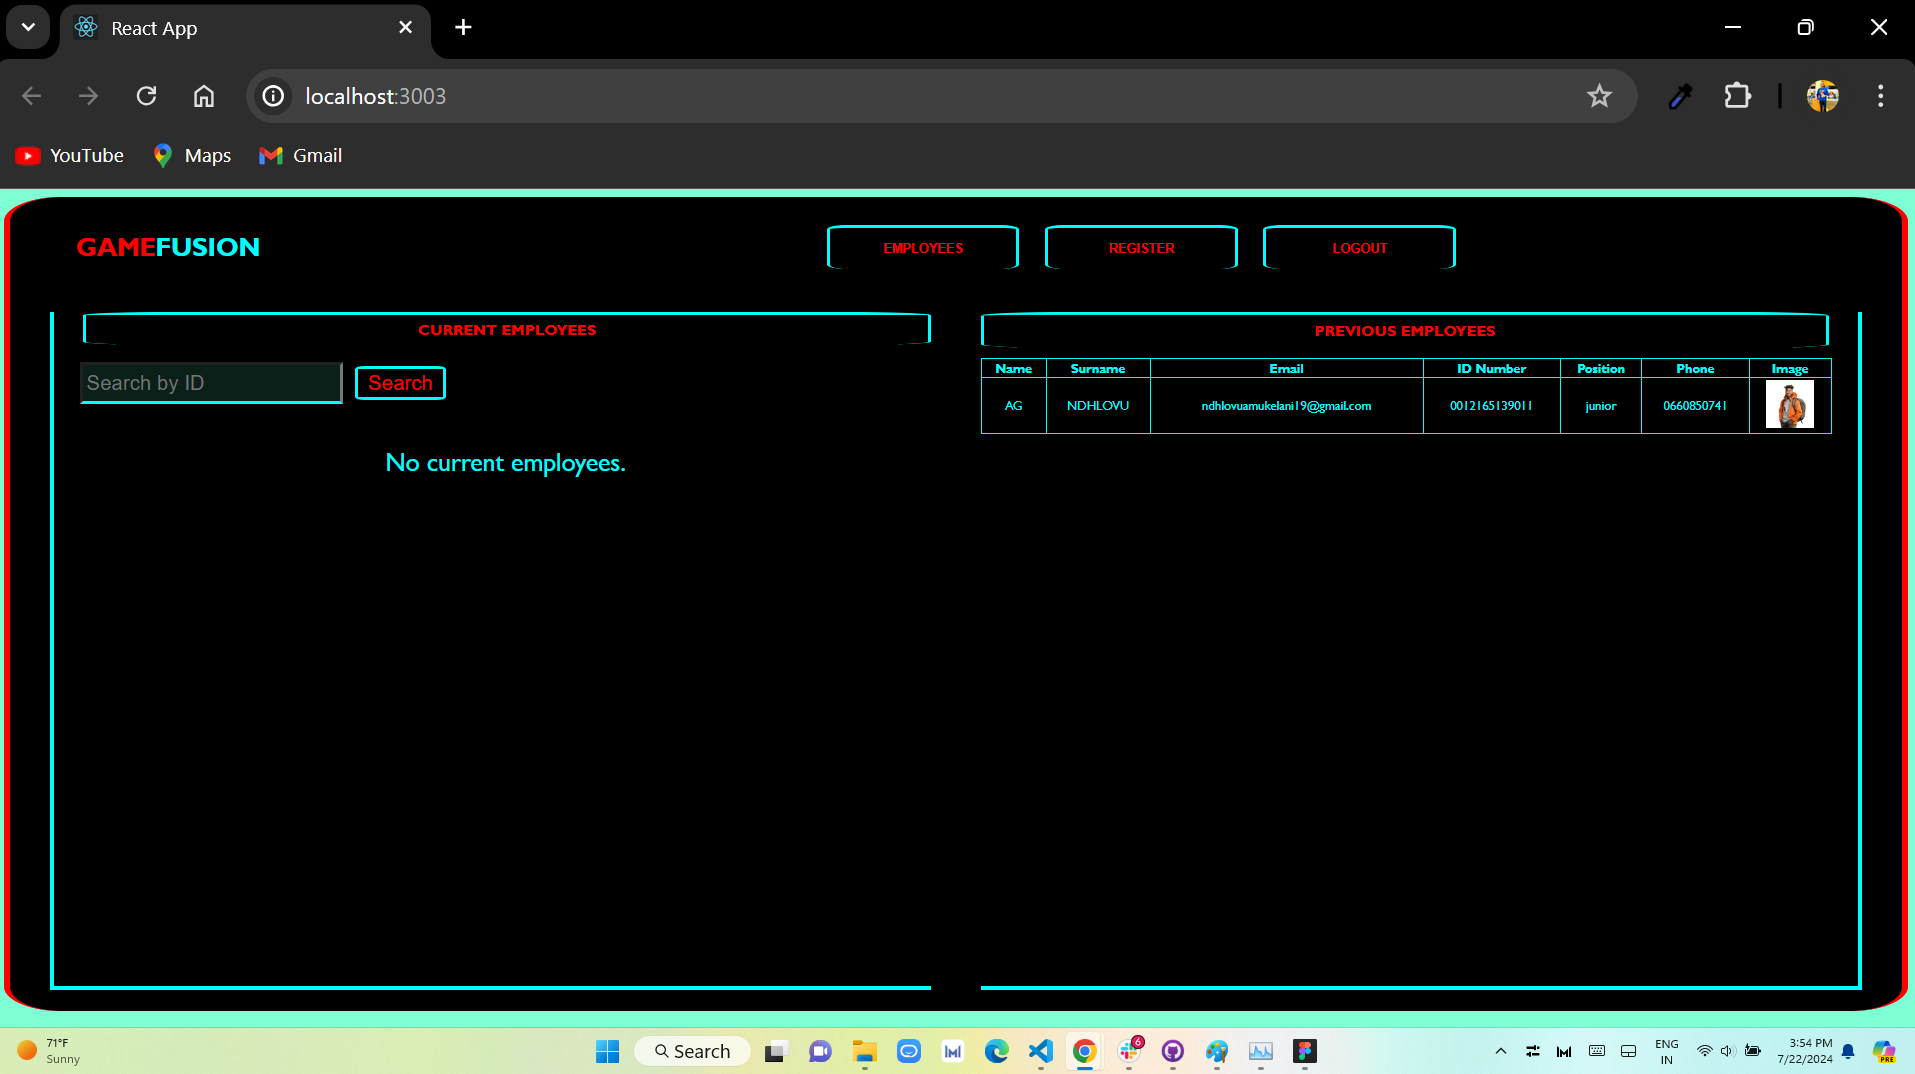 React App
localhost:3003
YouTube Maps Gmail
GAMEFUSION
EMPLOYEES REGISTER LOGOUT
CURRENT EMPLOYEES
Search by ID Search
No current employees.
PREVIOUS EMPLOYEES
Name Surname Email ID Number Position Phone Image
AG NDHLOVU ndhlovuamukelani19@gmail.com 0012165139011 junior 0660850741
71°F
Sunny
Search
6
ENG
IN
3:54 PM
7/22/2024
PRE